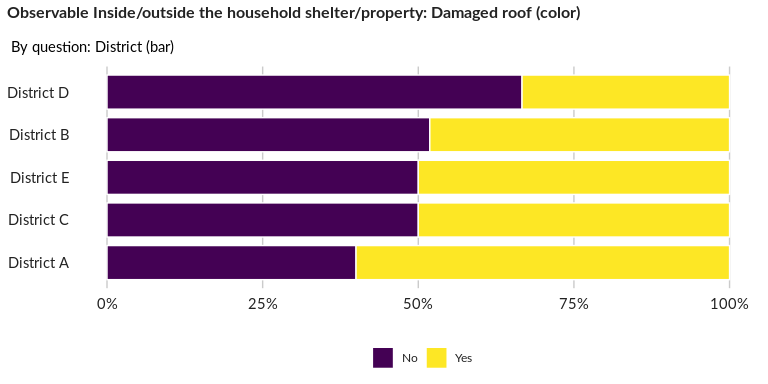 Observable Inside/outside the household shelter/property: Damaged roof (color)
By question: District (bar)
District D
District B
District E
District C
District A
0% 25% 50% 75% 100%
No Yes